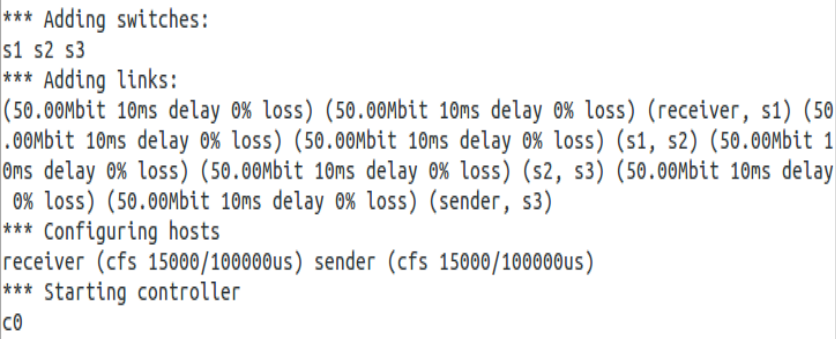 *** Adding switches:
s1 s2 s3
*** Adding links:
(50.00Mbit 10ms delay 0% loss) (50.00Mbit 10ms delay 0% loss) (receiver, s1) (50
.00Mbit 10ms delay 0% loss) (50.00Mbit 10ms delay 0% loss) (s1, s2) (50.00Mbit 1
0ms delay 0% loss) (50.00Mbit 10ms delay 0% loss) (s2, s3) (50.00Mbit 10ms delay
 0% loss) (50.00Mbit 10ms delay 0% loss) (sender, s3)
*** Configuring hosts
receiver (cfs 15000/100000us) sender (cfs 15000/100000us)
*** Starting controller
c0